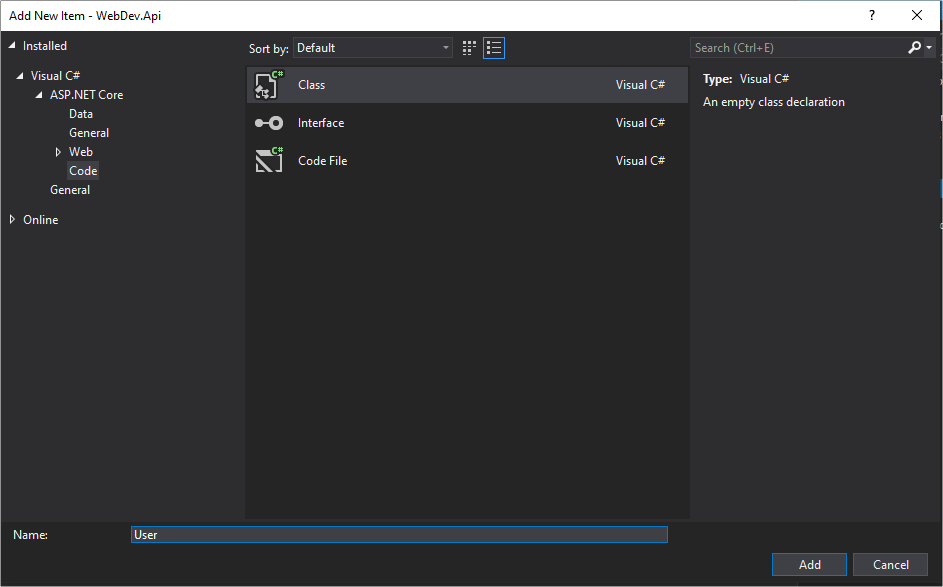 Add New Item - WebDev.Api ?
Installed
Sort by: Default
Search (Ctrl+E)
Visual C#
ASP.NET Core
Data
General
Web
Code
General
Online
C# Class Visual C#
Interface Visual C#
C# Code File Visual C#
Type: Visual C#
An empty class declaration
Name: User
Add Cancel